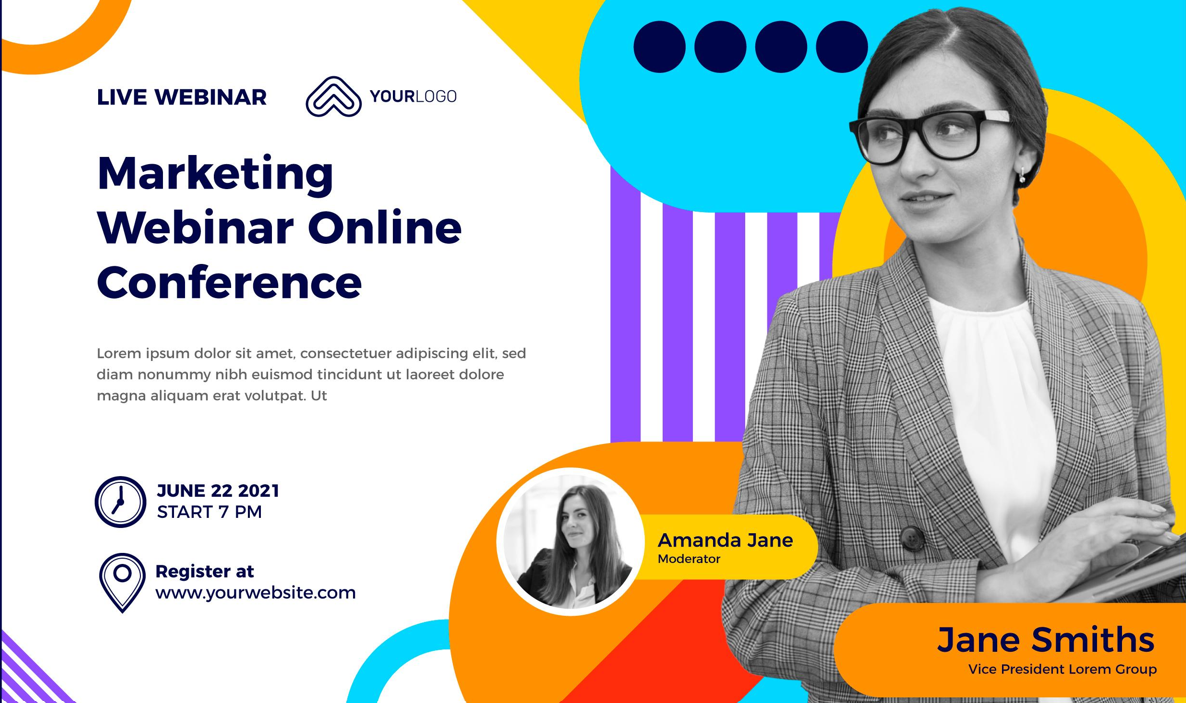 LIVE WEBINAR
YOURLOGO
Marketing
Webinar Online
Conference
Lorem ipsum dolor sit amet, consectetuer adipiscing elit, sed
diam nonummy nibh euismod tincidunt ut laoreet dolore
magna aliquam erat volutpat. Ut
JUNE 22 2021
START 7 PM
Register at
www.yourwebsite.com
Amanda Jane
Moderator
Jane Smiths
Vice President Lorem Group